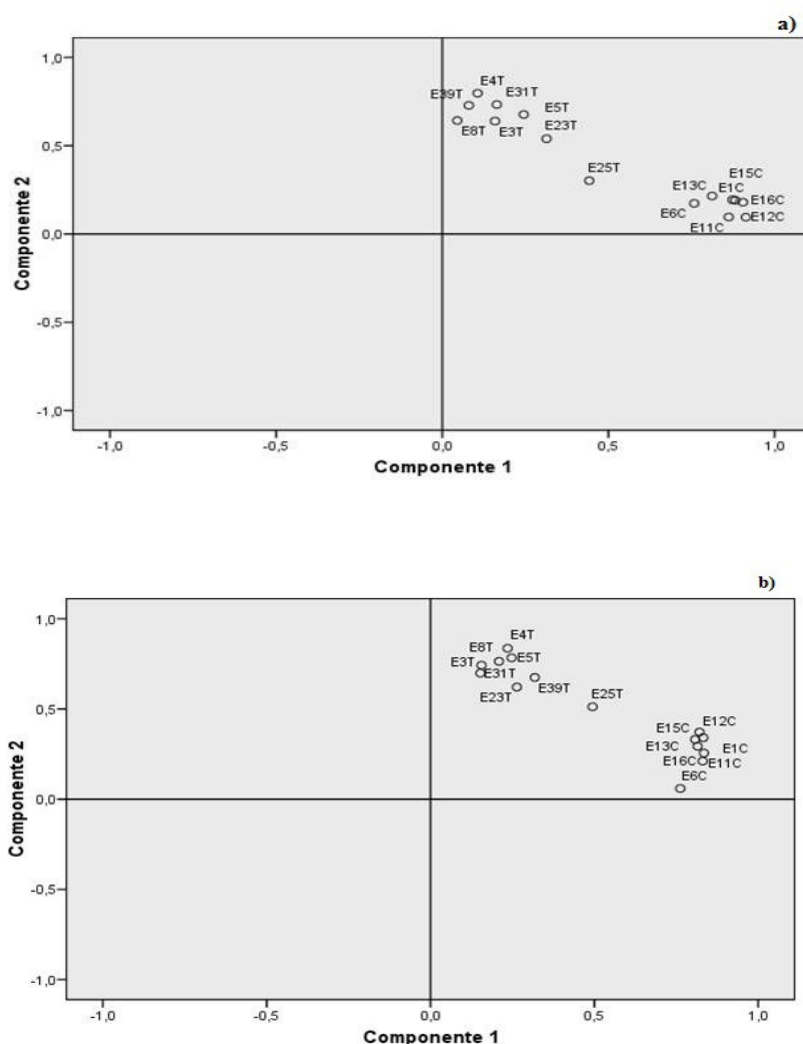 a)
1,0
E4T
E39T
E31T
E5T
0,5
E8T
E3T
E23T
E25T
E15C
E13C
E1C
E6C
E16C
E11C
E12C
0,0
-0,5
-1,0
Componente 2
-1,0
-0,5
0,0
0,5
1,0
Componente 1
b)
1,0
E4T
E8T
E3T
E5T
E31T
E39T
E23T
E25T
0,5
E12C
E15C
E13C
E1C
E16C
E11C
E6C
0,0
-0,5
-1,0
Componente 2
-1,0
-0,5
0,0
0,5
1,0
Componente 1